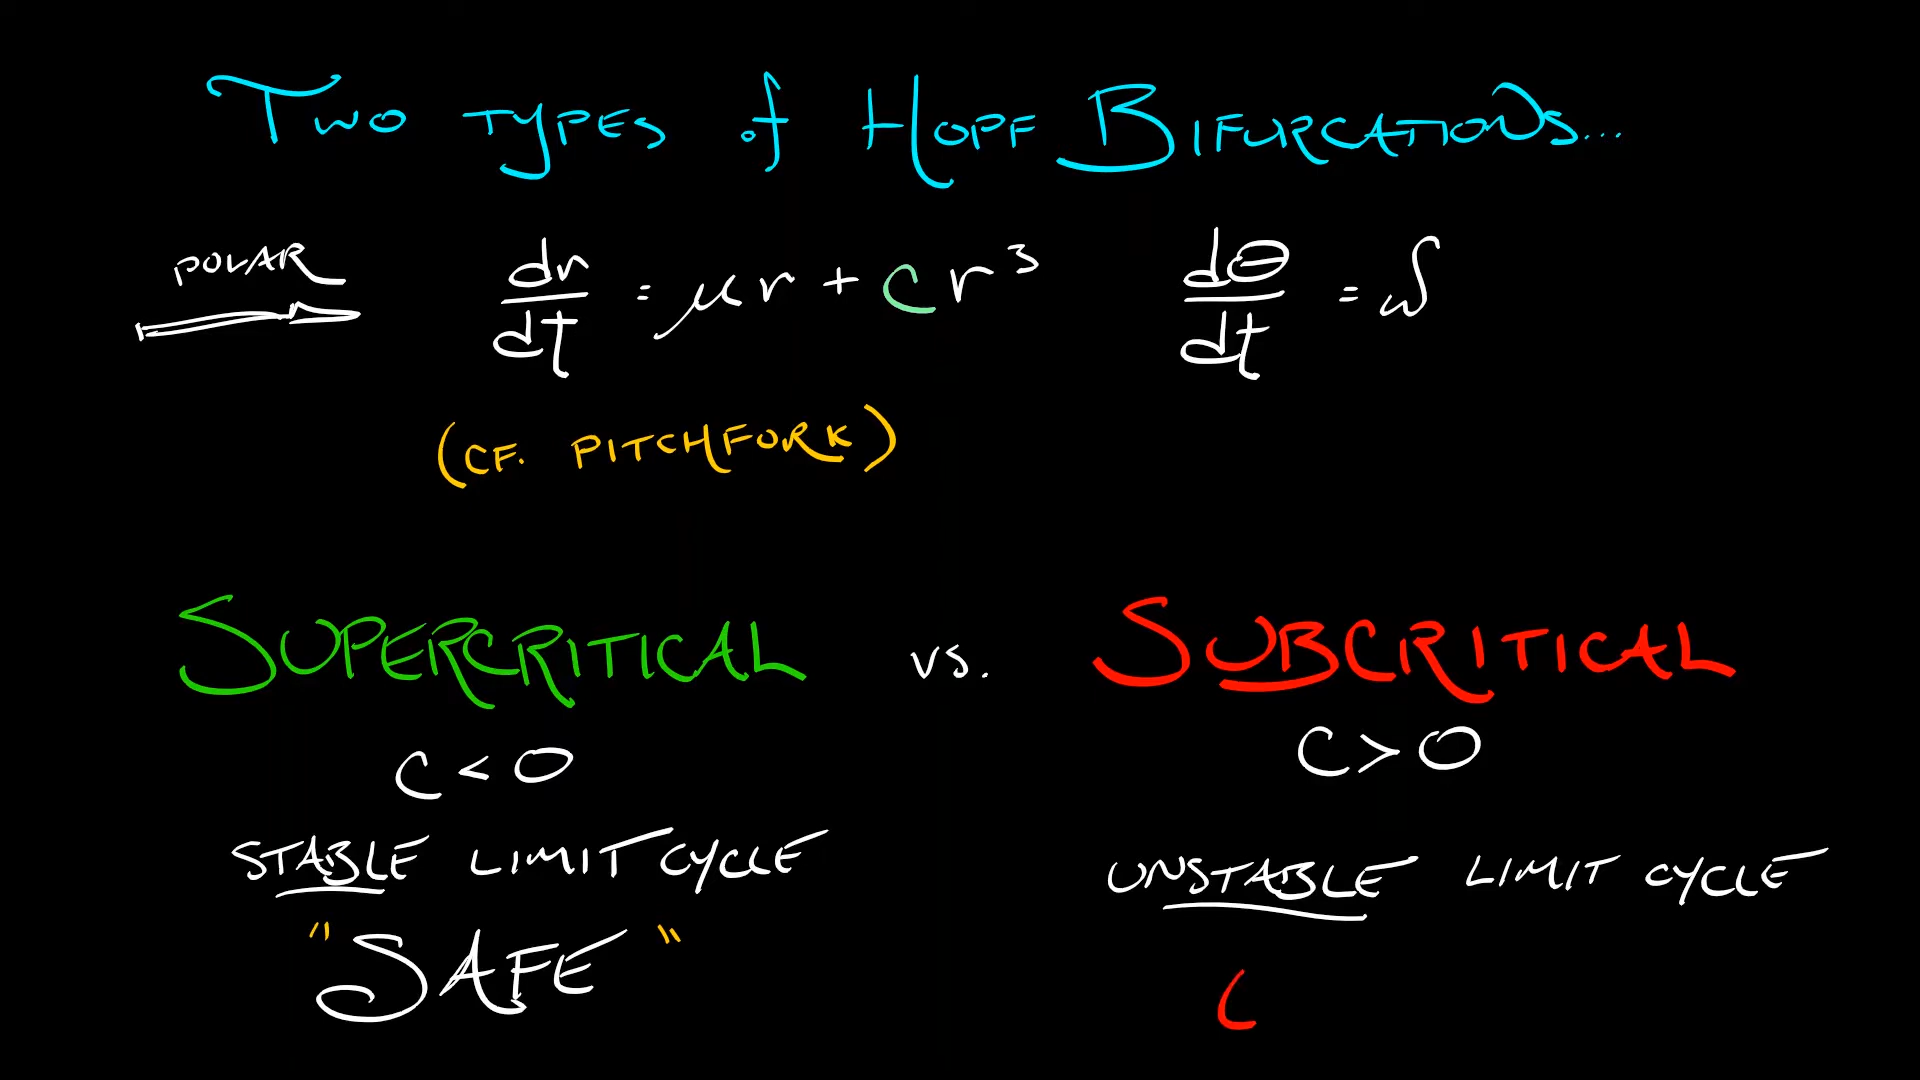 Two types of Hopf Bifurcations...
POLAR
dr/dt = μr + cr³ dθ/dt = ω
(CF. PITCHFORK)
SUPERCRITICAL vs. SUBCRITICAL
C < 0 C > 0
STABLE LIMIT CYCLE UNSTABLE LIMIT CYCLE
"SAFE"